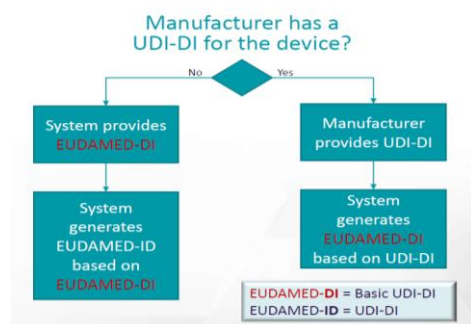 Manufacturer has a
UDI-DI for the device?
No
Yes
System provides
EUDAMED-DI
Manufacturer
provides UDI-DI
System
generates
EUDAMED-ID
based on
EUDAMED-DI
System
generates
EUDAMED-DI
based on UDI-DI
EUDAMED-DI = Basic UDI-DI
EUDAMED-ID = UDI-DI